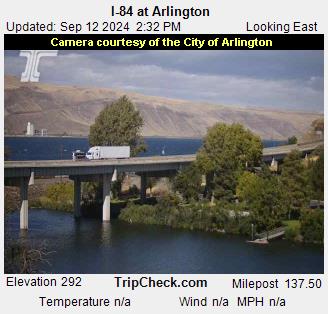 I-84 at Arlington
Updated: Sep 12 2024 2:32 PM Looking East
Camera courtesy of the City of Arlington
Elevation 292 TripCheck.com Milepost 137.50
Temperature n/a Wind n/a MPH n/a